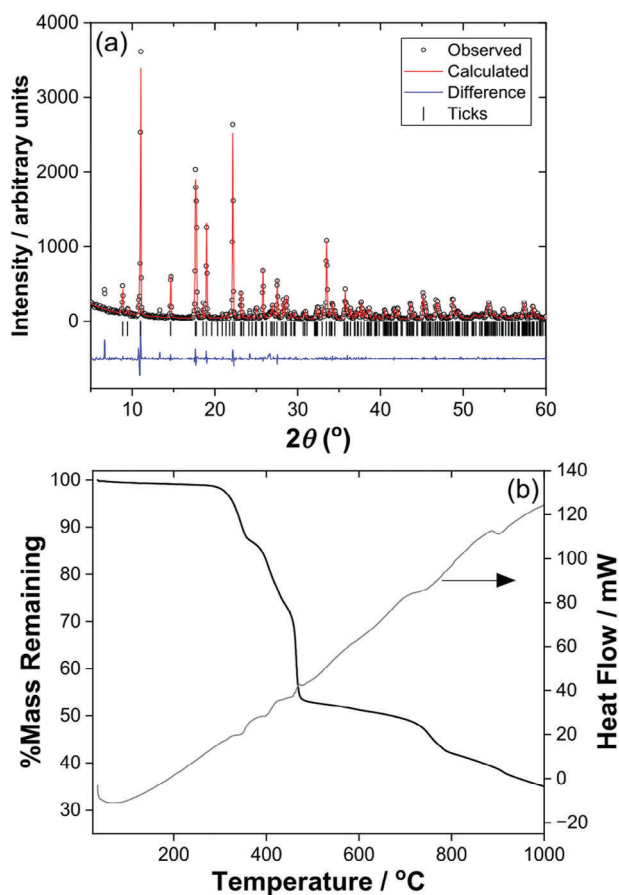 4000
(a)
Observed
Calculated
Difference
Ticks
3000
2000
1000
0
Intensity / arbitrary units
10 20 30 40 50 60
2θ (º)
100 (b) 140
90 120
80 100
70 80
60 60
50 40
40 20
30 0
−20
%Mass Remaining
Heat Flow / mW
200 400 600 800 1000
Temperature / ºC